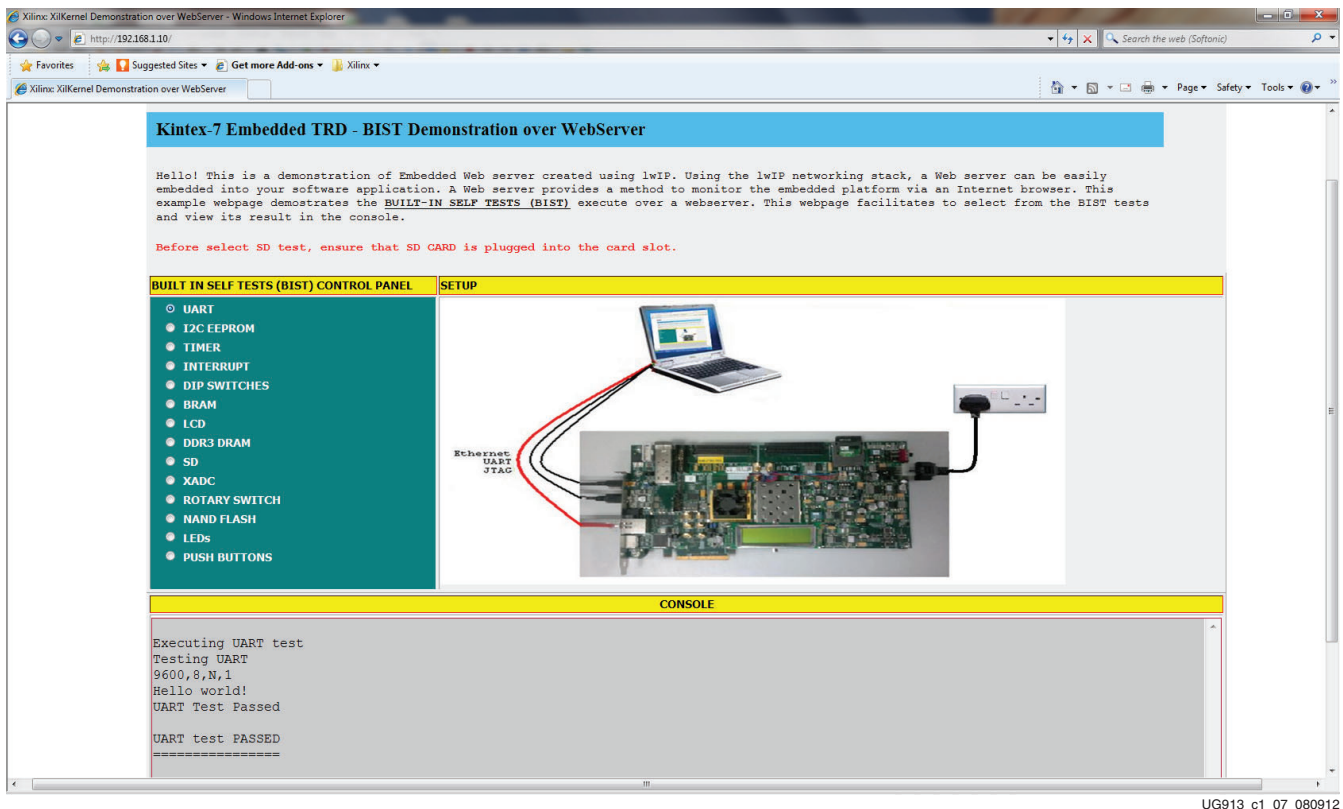 Xilinx: XilKernel Demonstration over WebServer - Windows Internet Explorer
http://192.168.1.10/
Search the web (Softonic)
Favorites Suggested Sites Get more Add-ons Xilinx
Xilinx: XilKernel Demonstration over WebServer
Page Safety Tools
Kintex-7 Embedded TRD - BIST Demonstration over WebServer
Hello! This is a demonstration of Embedded Web server created using lwIP. Using the lwIP networking stack, a Web server can be easily
embedded into your software application. A Web server provides a method to monitor the embedded platform via an Internet browser. This
example webpage demostrates the BUILT-IN SELF TESTS (BIST) execute over a webserver. This webpage facilitates to select from the BIST tests
and view its result in the console.
Before select SD test, ensure that SD CARD is plugged into the card slot.
BUILT IN SELF TESTS (BIST) CONTROL PANEL
SETUP
UART
I2C EEPROM
TIMER
INTERRUPT
DIP SWITCHES
BRAM
LCD
DDR3 DRAM
SD
XADC
ROTARY SWITCH
NAND FLASH
LEDs
PUSH BUTTONS
Ethernet
UART
JTAG
CONSOLE
Executing UART test
Testing UART
9600,8,N,1
Hello world!
UART Test Passed
UART test PASSED
================
UG913_c1_07_080912